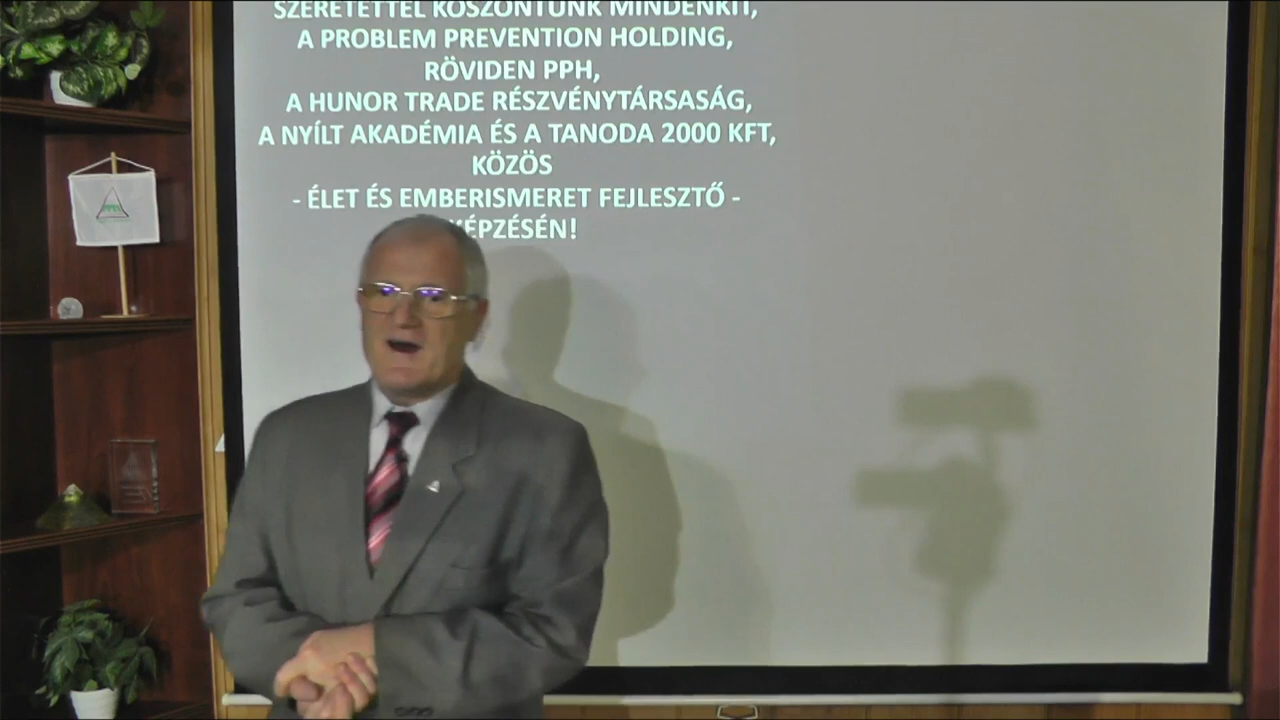 SZERETETTEL KÖSZÖNTÜNK MINDENKIT,
A PROBLEM PREVENTION HOLDING,
RÖVIDEN PPH,
A HUNOR TRADE RÉSZVÉNYTÁRSASÁG,
A NYÍLT AKADÉMIA ÉS A TANODA 2000 KFT,
KÖZÖS
- ÉLET ÉS EMBERISMERET FEJLESZTŐ -
KÉPZÉSÉN!